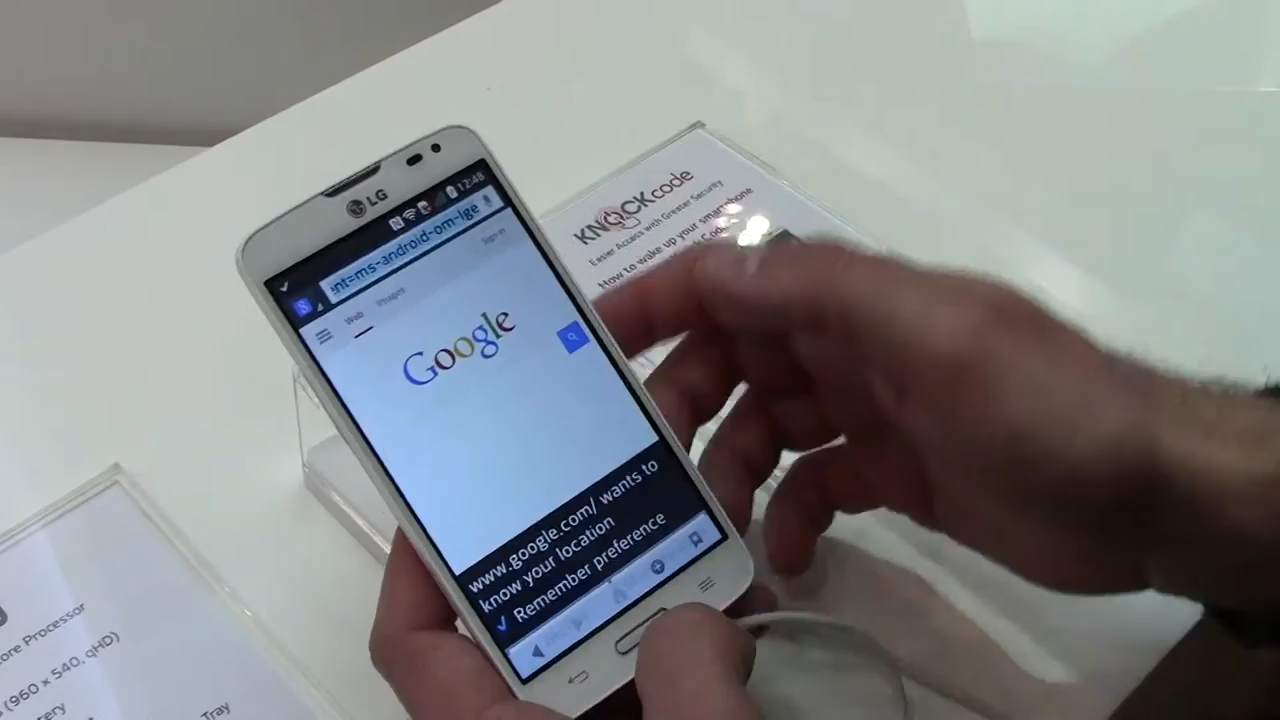 LG
12:48
int=ms-android-om-lge
Sign in
Web Images
Google
www.google.com/ wants to
know your location
Remember preference
KNOCKcode
Easier Access with Greater Security
How to wake up your smartphone
Core Processor
(960 x 540, qHD)
Tray